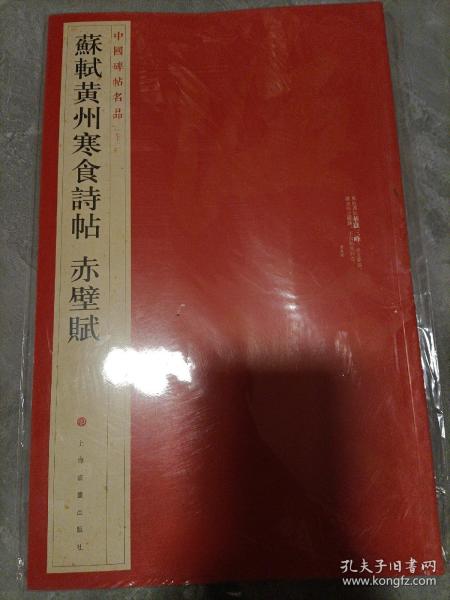 中國碑帖名品
蘇軾黄州寒食詩帖 赤壁賦
上海書畫出版社
孔夫子旧书网
www.kongfz.com